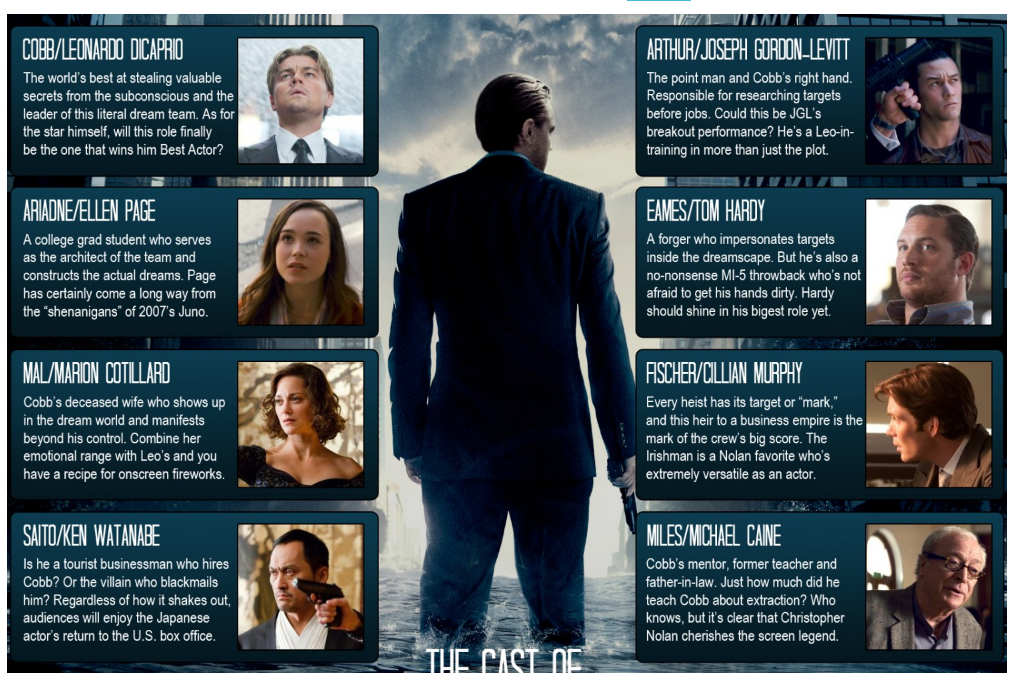 COBB/LEONARDO DICAPRIO
The world's best at stealing valuable
secrets from the subconscious and the
leader of this literal dream team. As for
the star himself, will this role finally
be the one that wins him Best Actor?
ARIADNE/ELLEN PAGE
A college grad student who serves
as the architect of the team and
constructs the actual dreams. Page
has certainly come a long way from
the “shenanigans” of 2007's Juno.
MAL/MARION COTILLARD
Cobb's deceased wife who shows up
in the dream world and manifests
beyond his control. Combine her
emotional range with Leo's and you
have a recipe for onscreen fireworks.
SAITO/KEN WATANABE
Is he a tourist businessman who hires
Cobb? Or the villain who blackmails
him? Regardless of how it shakes out,
audiences will enjoy the Japanese
actor's return to the U.S. box office.
ARTHUR/JOSEPH GORDON-LEVITT
The point man and Cobb's right hand.
Responsible for researching targets
before jobs. Could this be JGL's
breakout performance? He's a Leo-in-
training in more than just the plot.
EAMES/TOM HARDY
A forger who impersonates targets
inside the dreamscape. But he's also a
no-nonsense MI-5 throwback who's not
afraid to get his hands dirty. Hardy
should shine in his bigest role yet.
FISCHER/CILLIAN MURPHY
Every heist has its target or “mark,”
and this heir to a business empire is the
mark of the crew's big score. The
Irishman is a Nolan favorite who's
extremely versatile as an actor.
MILES/MICHAEL CAINE
Cobb's mentor, former teacher and
father-in-law. Just how much did he
teach Cobb about extraction? Who
knows, but it's clear that Christopher
Nolan cherishes the screen legend.
THE CAST OF